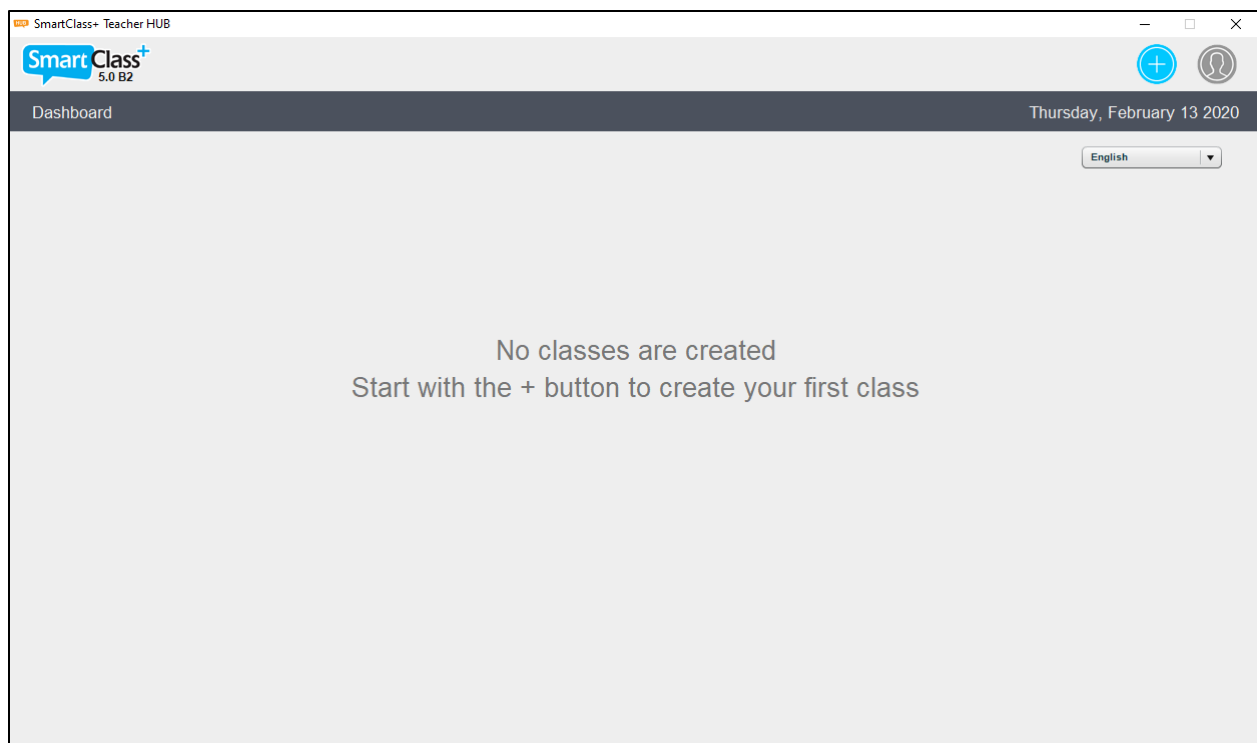 HUB SmartClass+ Teacher HUB
SmartClass+
5.0 B2
Dashboard
Thursday, February 13 2020
English
No classes are created
Start with the + button to create your first class